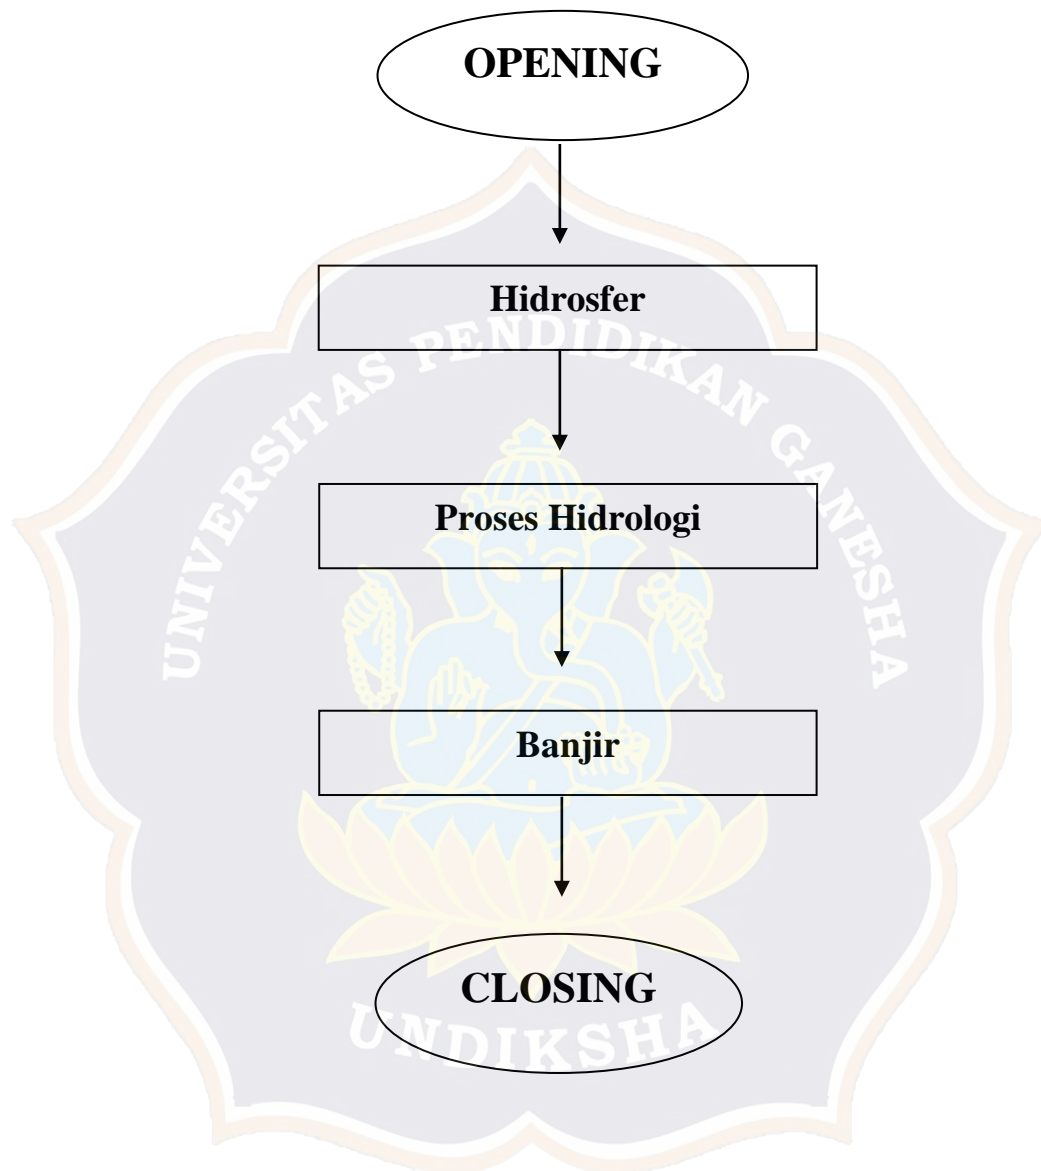 OPENING
Hidrosfer
UNIVERSITAS PENDIDIKAN GANESHA
Proses Hidrologi
Banjir
CLOSING
UNDIKSHA